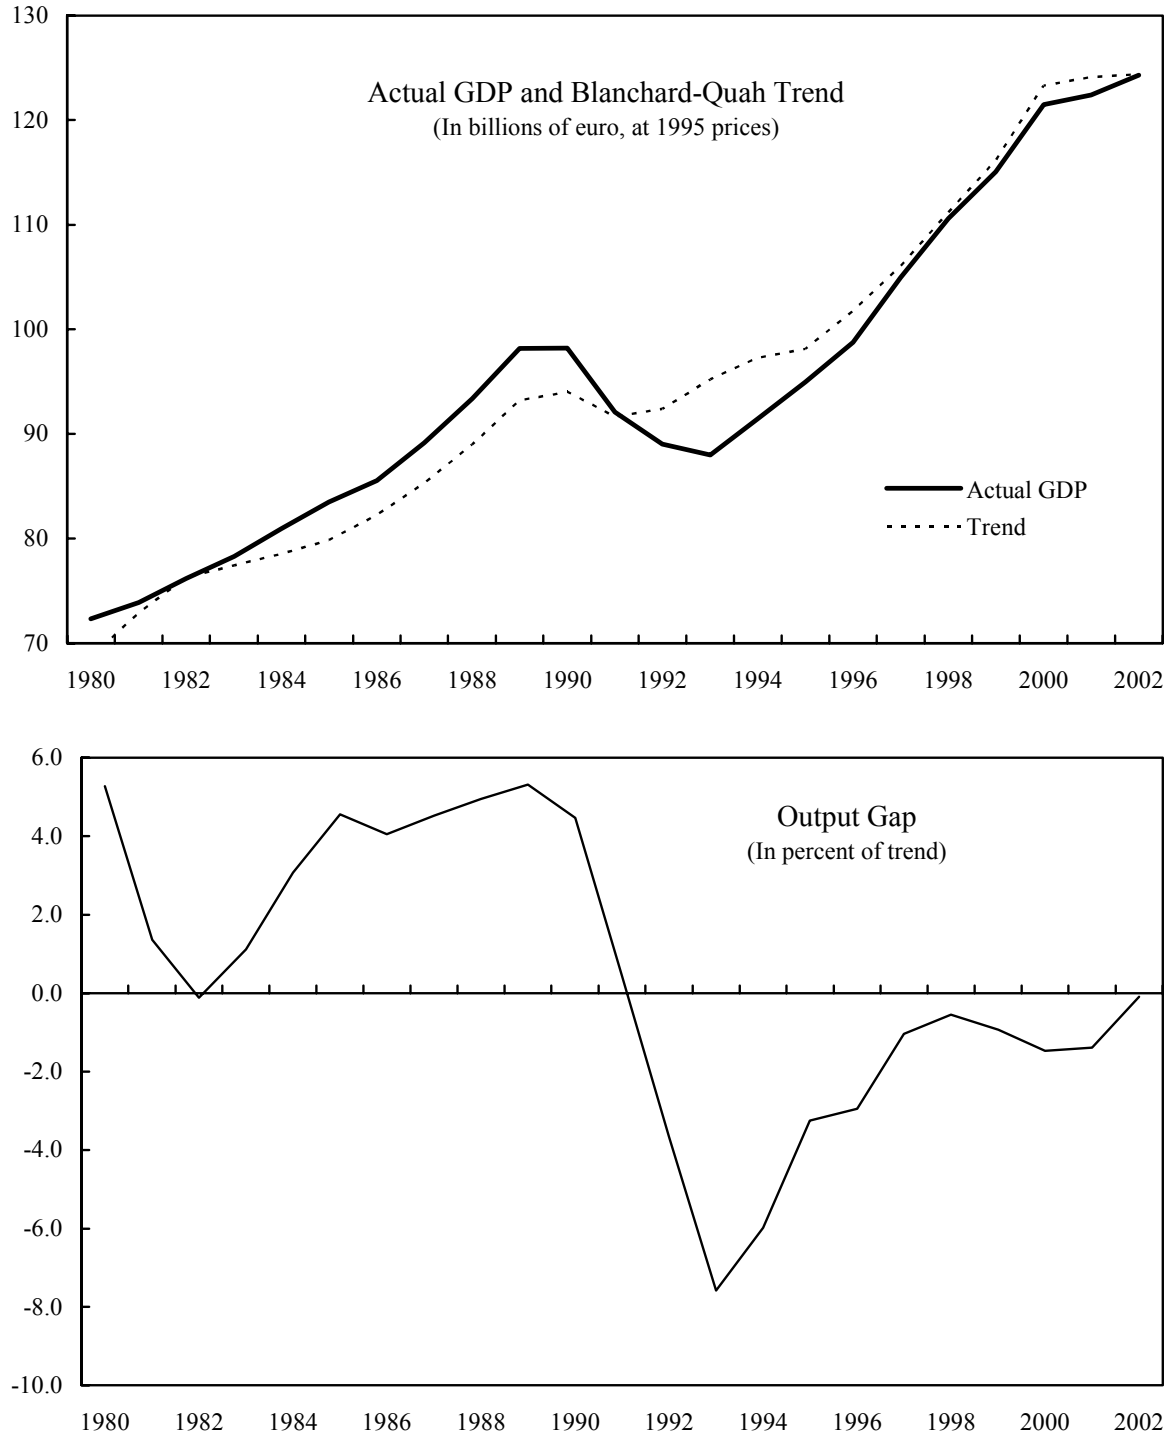 130
Actual GDP and Blanchard-Quah Trend
(In billions of euro, at 1995 prices)
120
110
100
90
Actual GDP
Trend
80
70
1980 1982 1984 1986 1988 1990 1992 1994 1996 1998 2000 2002
6.0
Output Gap
(In percent of trend)
4.0
2.0
0.0
-2.0
-4.0
-6.0
-8.0
-10.0
1980 1982 1984 1986 1988 1990 1992 1994 1996 1998 2000 2002